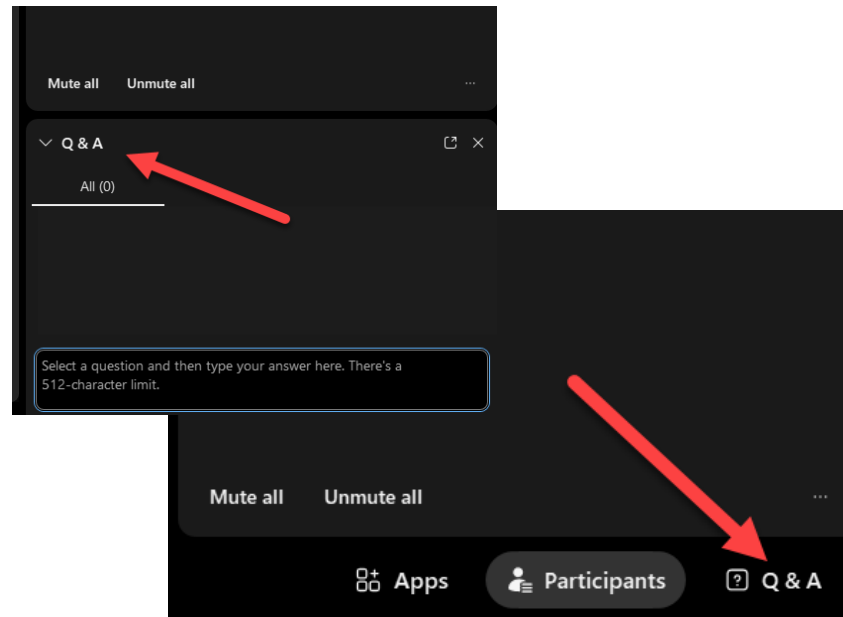 Mute all Unmute all ...
Q & A
All (0)
Select a question and then type your answer here. There's a
512-character limit.
Mute all Unmute all ...
Apps Participants ? Q & A